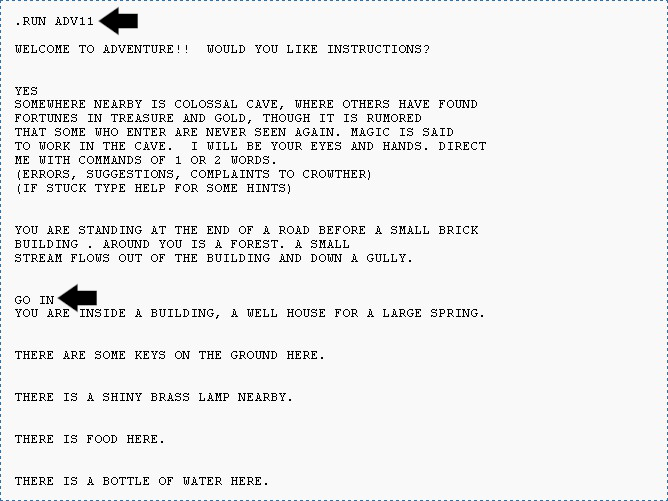 .RUN ADV11
WELCOME TO ADVENTURE!!  WOULD YOU LIKE INSTRUCTIONS?
YES
SOMEWHERE NEARBY IS COLOSSAL CAVE, WHERE OTHERS HAVE FOUND
FORTUNES IN TREASURE AND GOLD, THOUGH IT IS RUMORED
THAT SOME WHO ENTER ARE NEVER SEEN AGAIN. MAGIC IS SAID
TO WORK IN THE CAVE.  I WILL BE YOUR EYES AND HANDS. DIRECT
ME WITH COMMANDS OF 1 OR 2 WORDS.
(ERRORS, SUGGESTIONS, COMPLAINTS TO CROWTHER)
(IF STUCK TYPE HELP FOR SOME HINTS)
YOU ARE STANDING AT THE END OF A ROAD BEFORE A SMALL BRICK
BUILDING . AROUND YOU IS A FOREST. A SMALL
STREAM FLOWS OUT OF THE BUILDING AND DOWN A GULLY.
GO IN
YOU ARE INSIDE A BUILDING, A WELL HOUSE FOR A LARGE SPRING.
THERE ARE SOME KEYS ON THE GROUND HERE.
THERE IS A SHINY BRASS LAMP NEARBY.
THERE IS FOOD HERE.
THERE IS A BOTTLE OF WATER HERE.